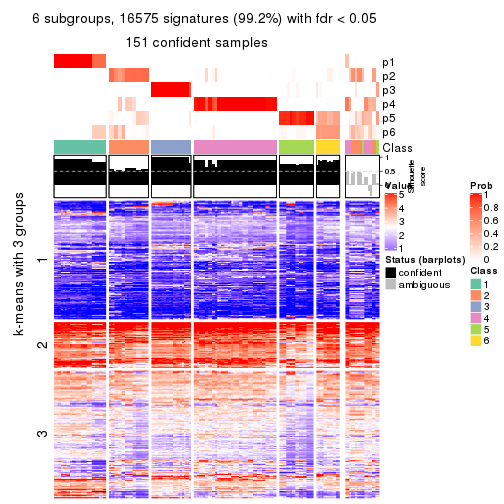 6 subgroups, 16575 signatures (99.2%) with fdr < 0.05
151 confident samples
p1
p2
p3
p4
p5
p6
Class
1
0.5
0
Silhouette
score
k-means with 3 groups
1
2
3
Value
5
4
3
2
1
Status (barplots)
confident
ambiguous
Prob
1
0.8
0.6
0.4
0.2
0
Class
1
2
3
4
5
6